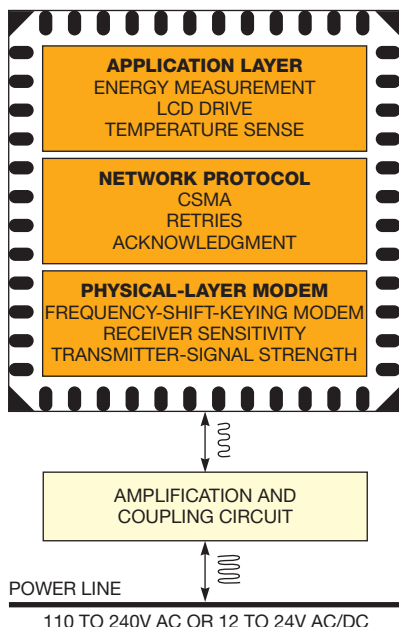 APPLICATION LAYER
ENERGY MEASUREMENT
LCD DRIVE
TEMPERATURE SENSE
NETWORK PROTOCOL
CSMA
RETRIES
ACKNOWLEDGMENT
PHYSICAL-LAYER MODEM
FREQUENCY-SHIFT-KEYING MODEM
RECEIVER SENSITIVITY
TRANSMITTER-SIGNAL STRENGTH
AMPLIFICATION AND
COUPLING CIRCUIT
POWER LINE
110 TO 240V AC OR 12 TO 24V AC/DC